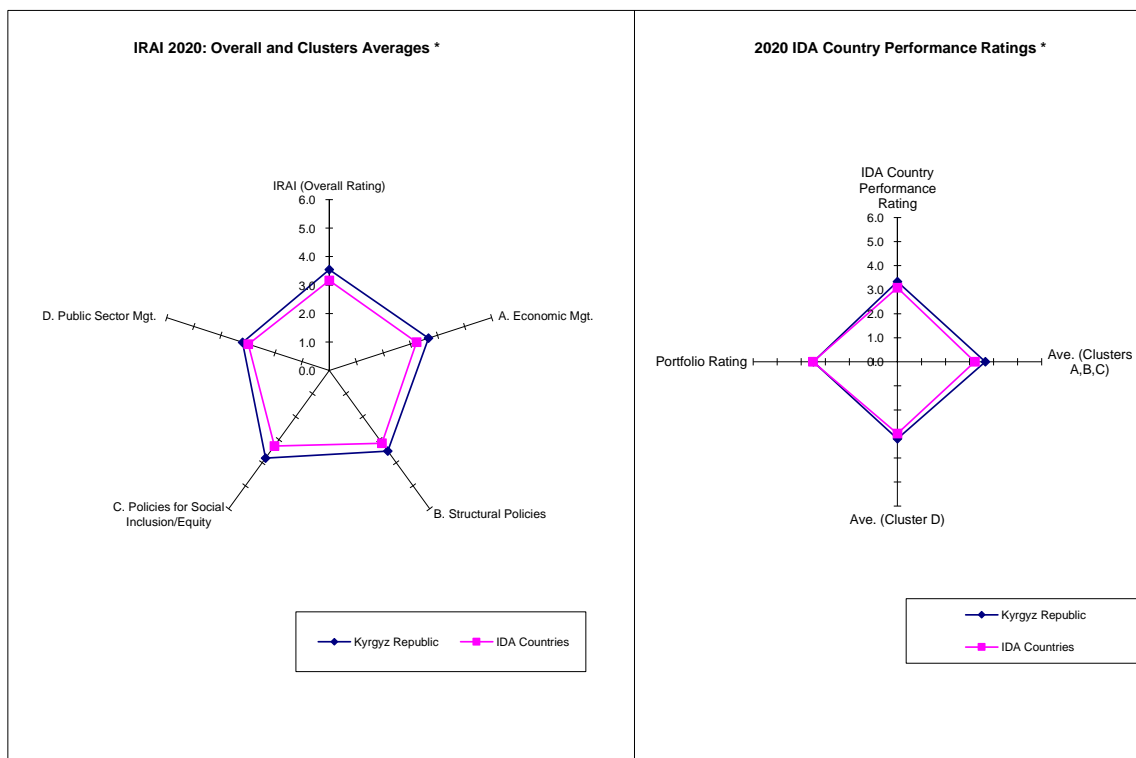 IRAI 2020: Overall and Clusters Averages *
IRAI (Overall Rating)
6.0
5.0
4.0
3.0
2.0
1.0
0.0
A. Economic Mgt.
B. Structural Policies
C. Policies for Social
Inclusion/Equity
D. Public Sector Mgt.
Kyrgyz Republic
IDA Countries
2020 IDA Country Performance Ratings *
IDA Country
Performance
Rating
6.0
5.0
4.0
3.0
2.0
1.0
0.0
Ave. (Clusters
A,B,C)
Ave. (Cluster D)
Portfolio Rating
Kyrgyz Republic
IDA Countries